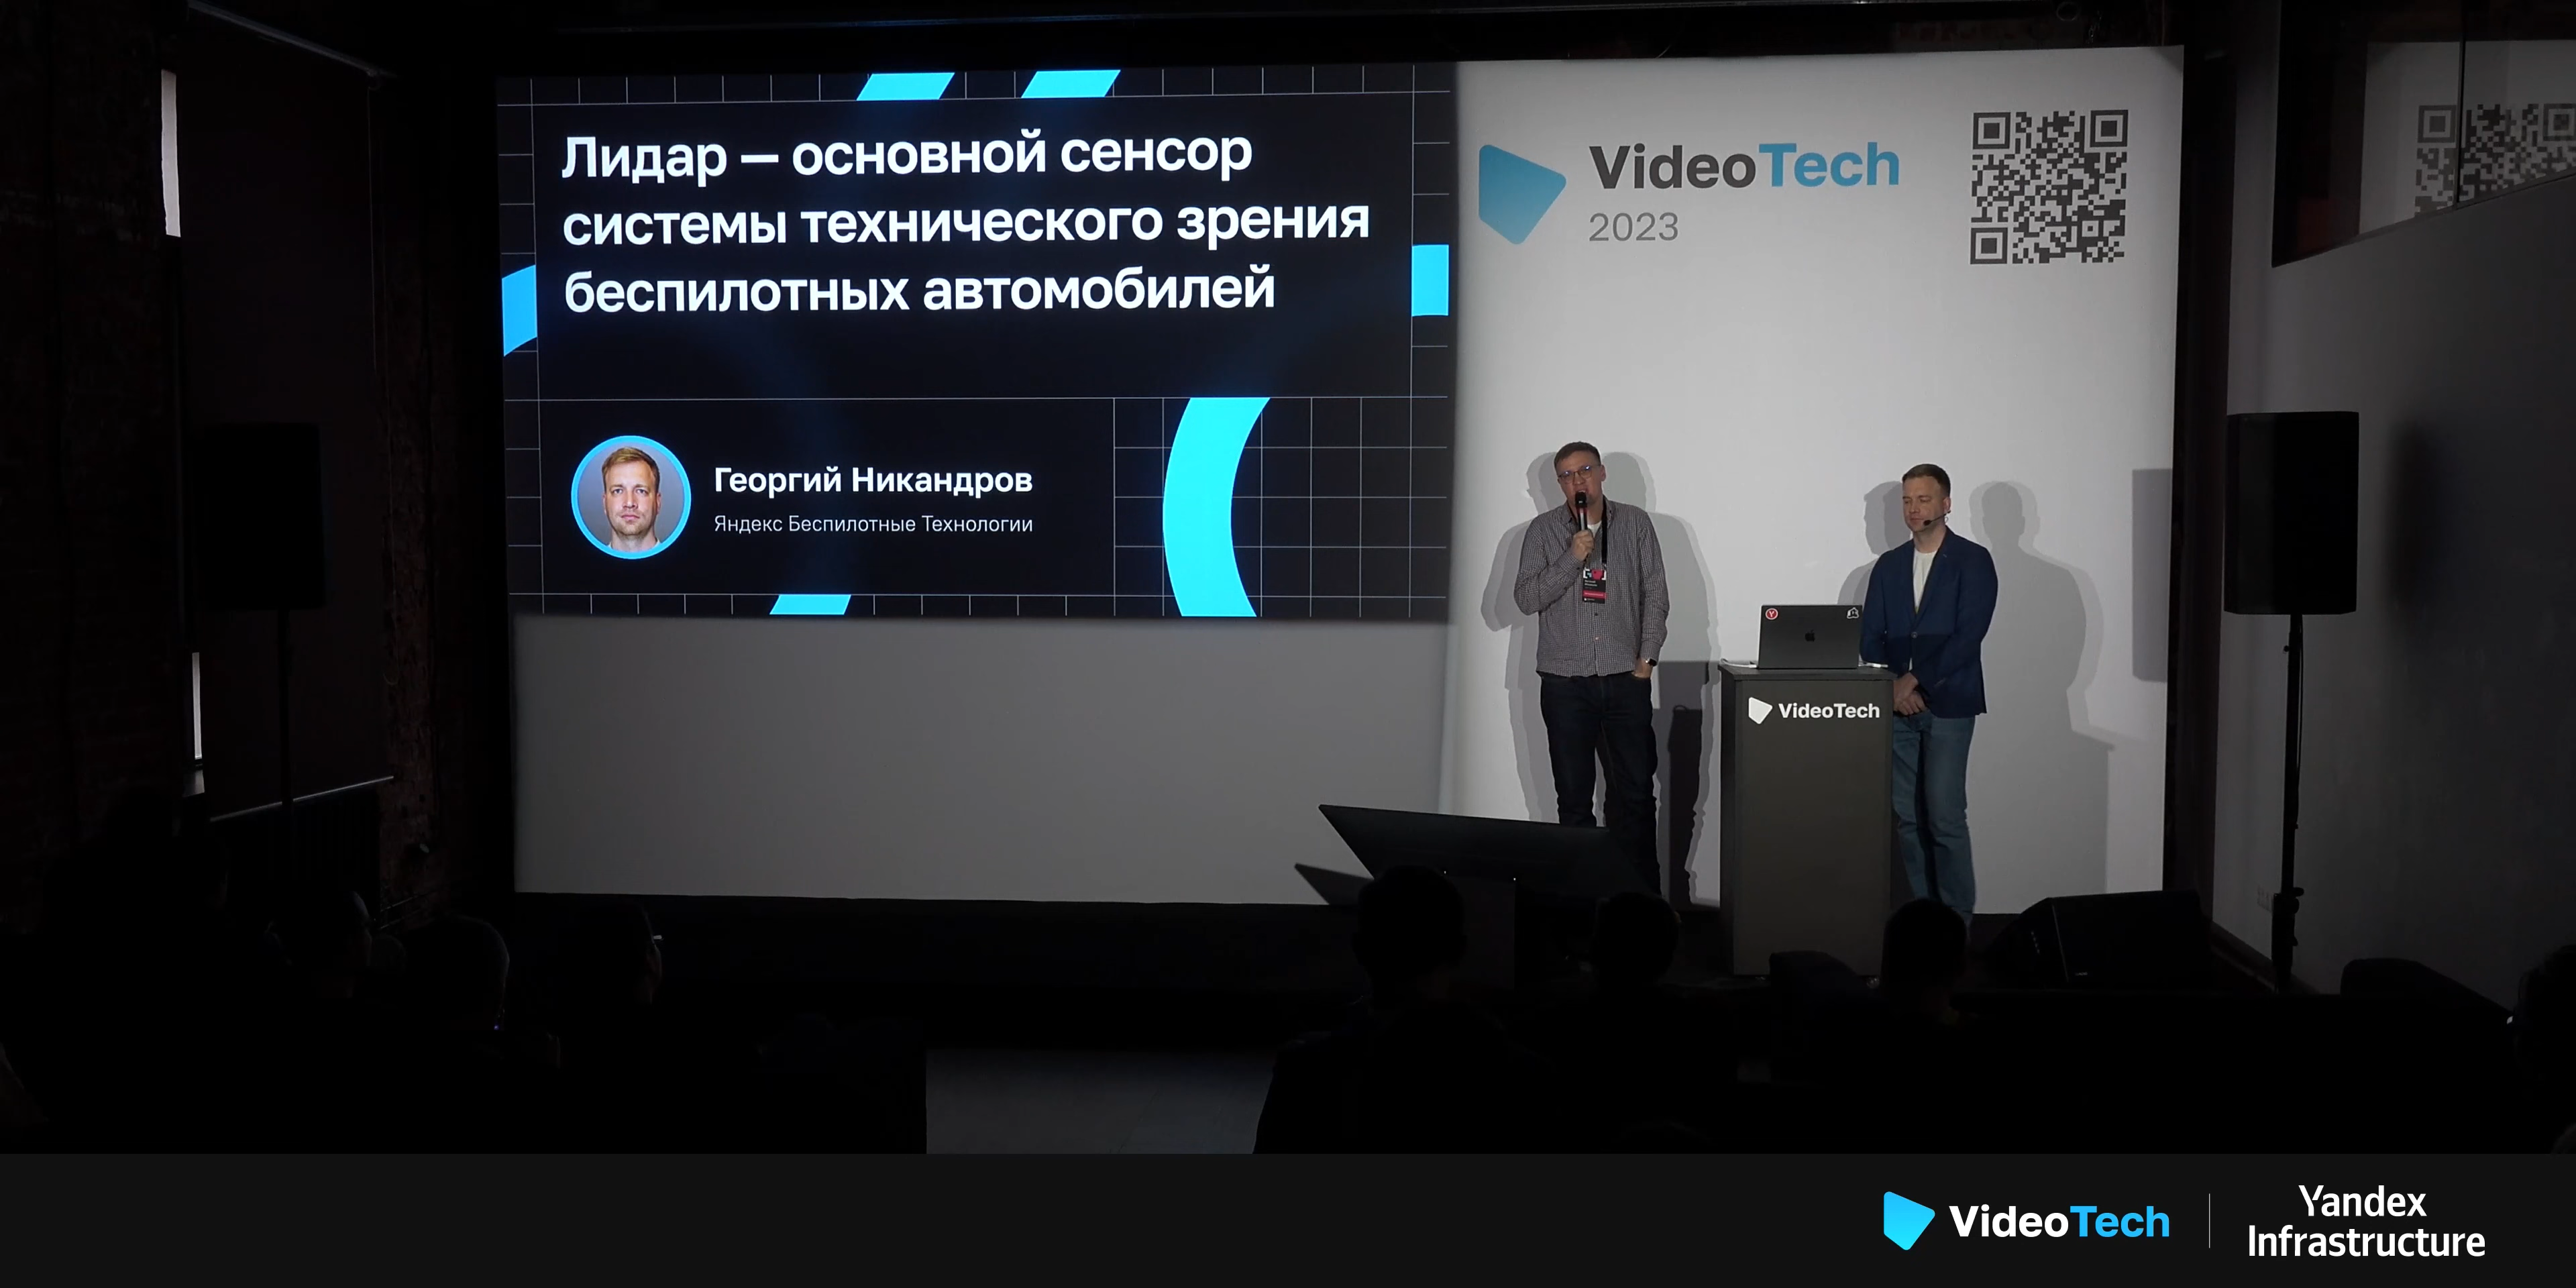 Лидар — основной сенсор
системы технического зрения
беспилотных автомобилей
Георгий Никандров
Яндекс Беспилотные Технологии
VideoTech
2023
VideoTech
VideoTech
Yandex
Infrastructure